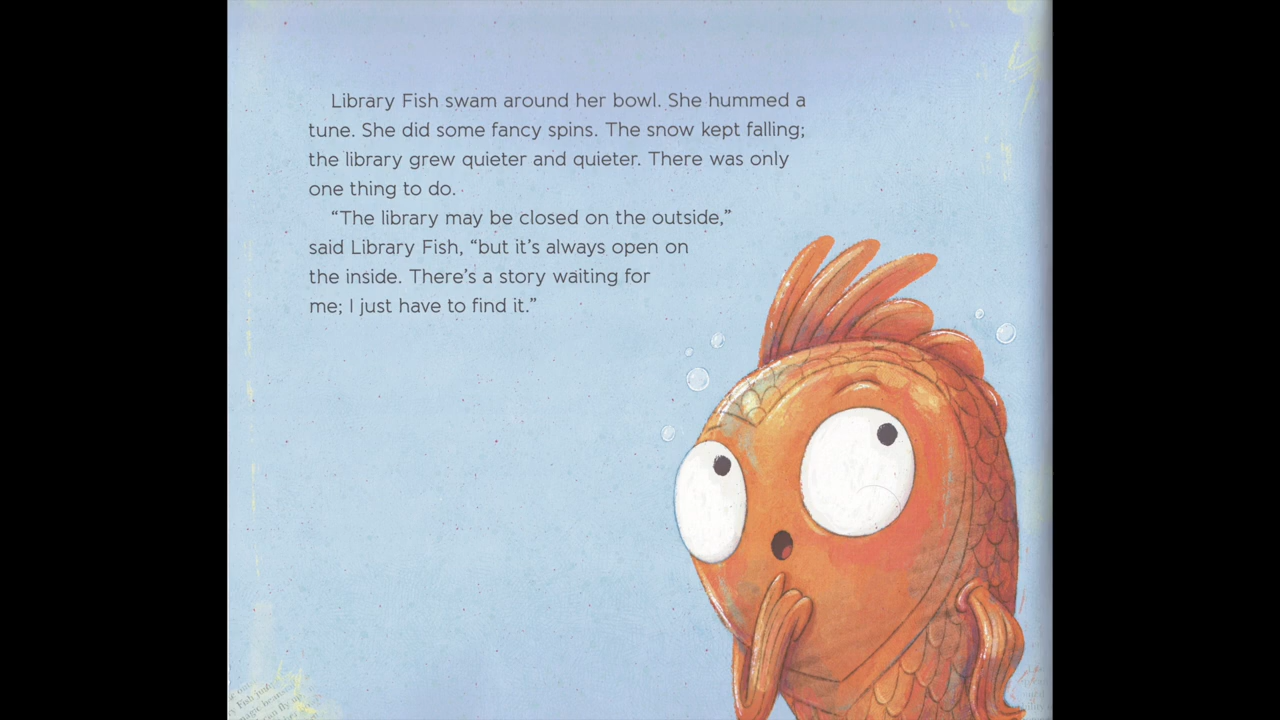 Library Fish swam around her bowl. She hummed a
tune. She did some fancy spins. The snow kept falling;
the library grew quieter and quieter. There was only
one thing to do.
“The library may be closed on the outside,”
said Library Fish, “but it’s always open on
the inside. There’s a story waiting for
me; I just have to find it.”
Fish
can fly